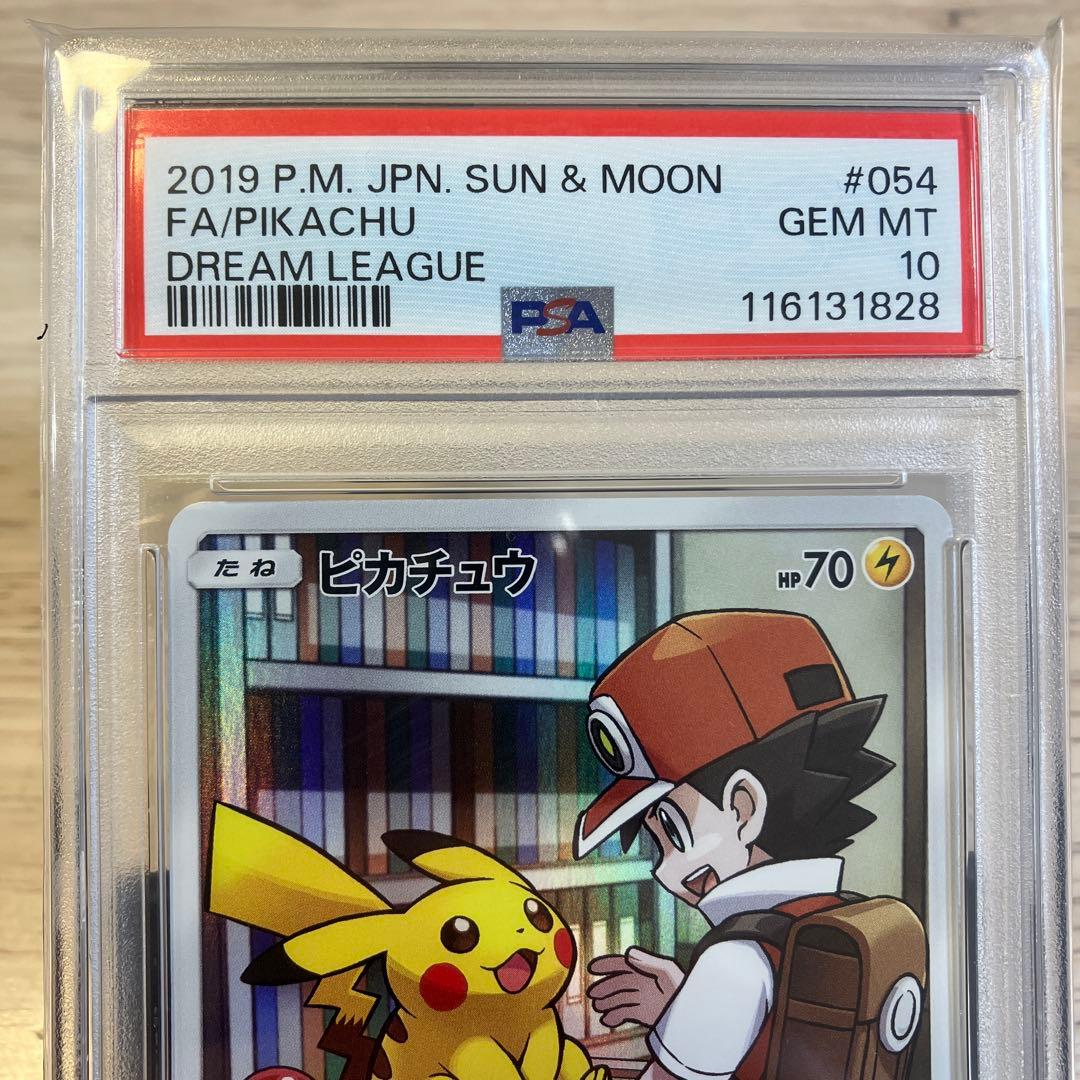 2019 P.M. JPN. SUN & MOON #054
FA/PIKACHU GEM MT
DREAM LEAGUE 10
PSA 116131828
たね ピカチュウ HP70